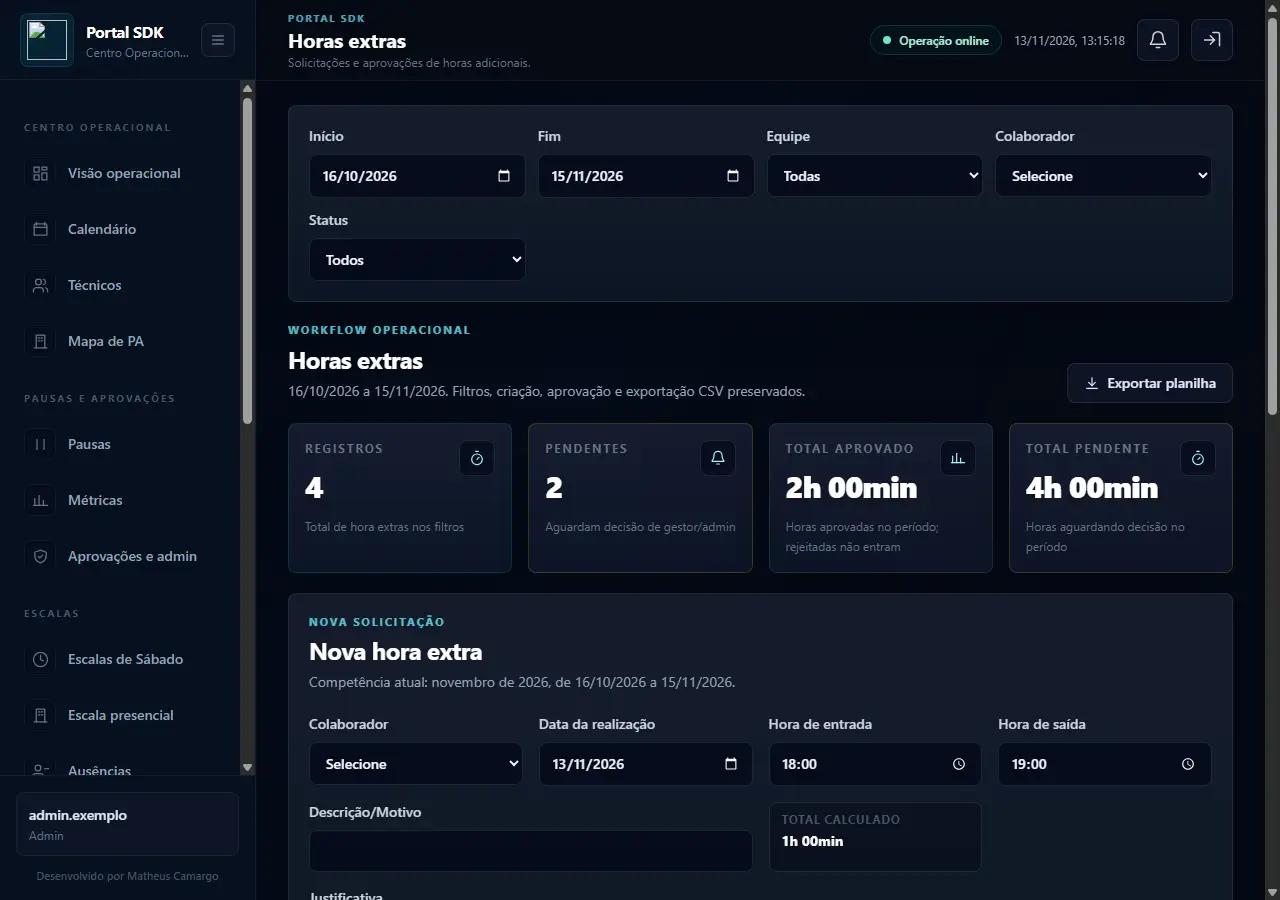 Portal SDK
Centro Operacion...
CENTRO OPERACIONAL
Visão operacional
Calendário
Técnicos
Mapa de PA
PAUSAS E APROVAÇÕES
Pausas
Métricas
Aprovações e admin
ESCALAS
Escalas de Sábado
Escala presencial
Ausências
admin.exemplo
Admin
Desenvolvido por Matheus Camargo
PORTAL SDK
Horas extras
Solicitações e aprovações de horas adicionais.
Operação online
13/11/2026, 13:15:18
Início
Fim
Equipe
Colaborador
16/10/2026
15/11/2026
Todas
Selecione
Status
Todos
WORKFLOW OPERACIONAL
Horas extras
16/10/2026 a 15/11/2026. Filtros, criação, aprovação e exportação CSV preservados.
Exportar planilha
REGISTROS
4
Total de hora extras nos filtros
PENDENTES
2
Aguardam decisão de gestor/admin
TOTAL APROVADO
2h 00min
Horas aprovadas no período;
rejeitadas não entram
TOTAL PENDENTE
4h 00min
Horas aguardando decisão no
período
NOVA SOLICITAÇÃO
Nova hora extra
Competência atual: novembro de 2026, de 16/10/2026 a 15/11/2026.
Colaborador
Data da realização
Hora de entrada
Hora de saída
Selecione
13/11/2026
18:00
19:00
Descrição/Motivo
TOTAL CALCULADO
1h 00min
Justificativa